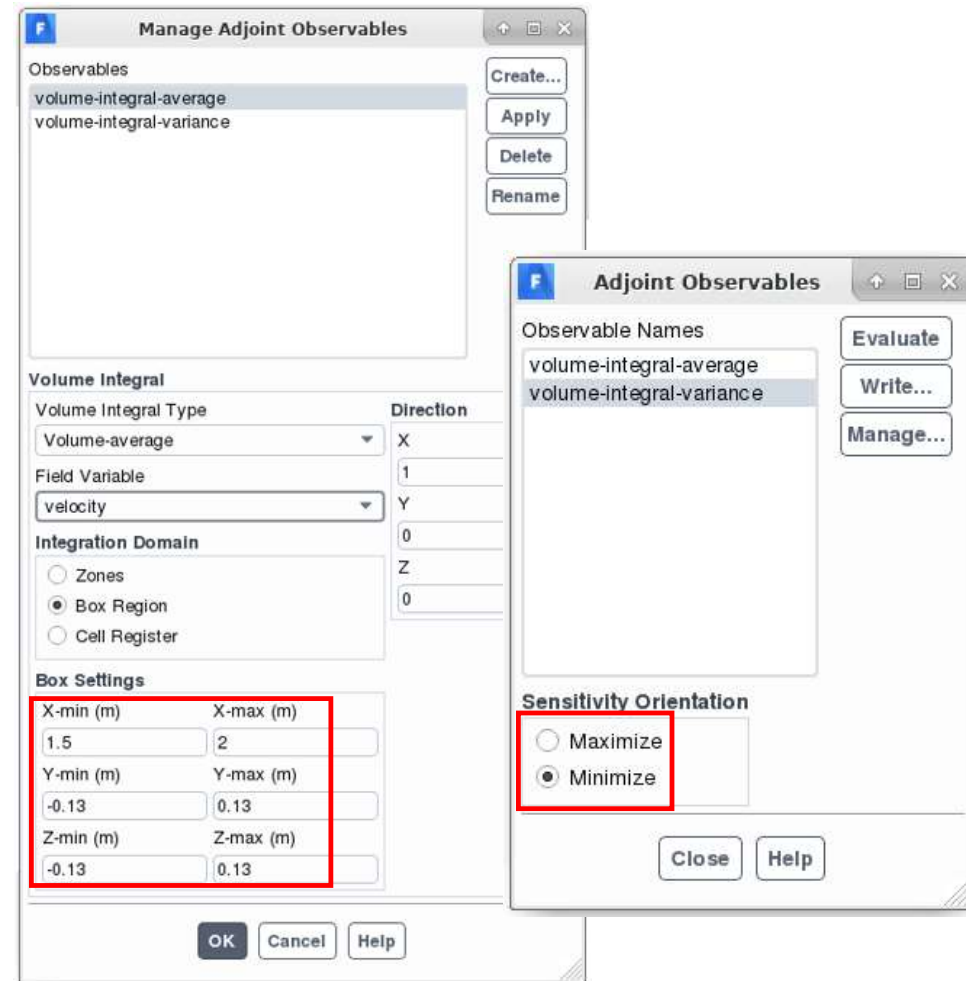 Manage Adjoint Observables
Observables
volume-integral-average
volume-integral-variance
Create...
Apply
Delete
Rename
Volume Integral
Volume Integral Type
Volume-average
Field Variable
velocity
Integration Domain
Zones
Box Region
Cell Register
Direction
X
1
Y
0
Z
0
Box Settings
X-min (m) X-max (m)
1.5 2
Y-min (m) Y-max (m)
-0.13 0.13
Z-min (m) Z-max (m)
-0.13 0.13
OK Cancel Help
Adjoint Observables
Observable Names
volume-integral-average
volume-integral-variance
Evaluate
Write...
Manage...
Sensitivity Orientation
Maximize
Minimize
Close Help